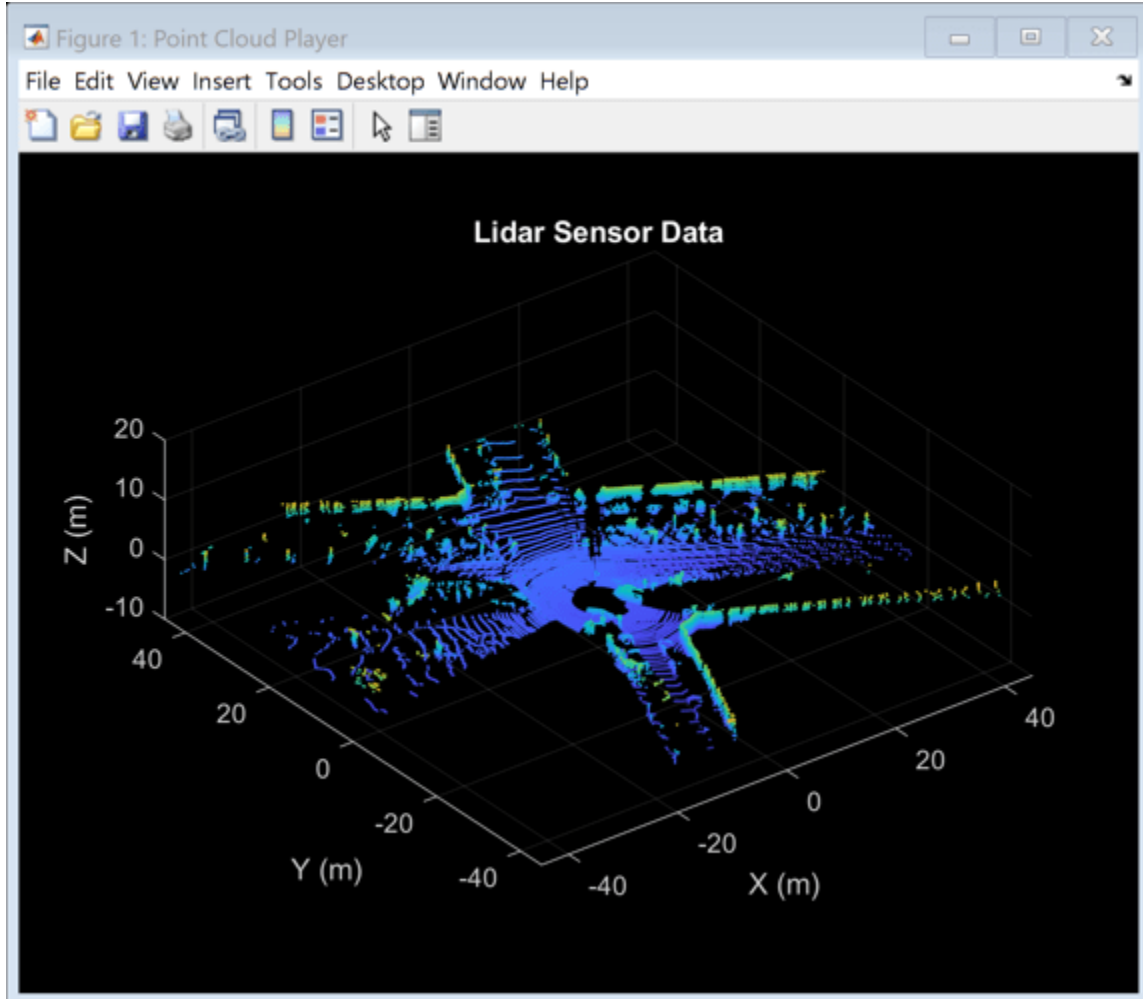 Figure 1: Point Cloud Player
File Edit View Insert Tools Desktop Window Help
Lidar Sensor Data
20
10
0
-10
Z (m)
40
20
0
-20
-40
Y (m)
-40
-20
0
20
40
X (m)